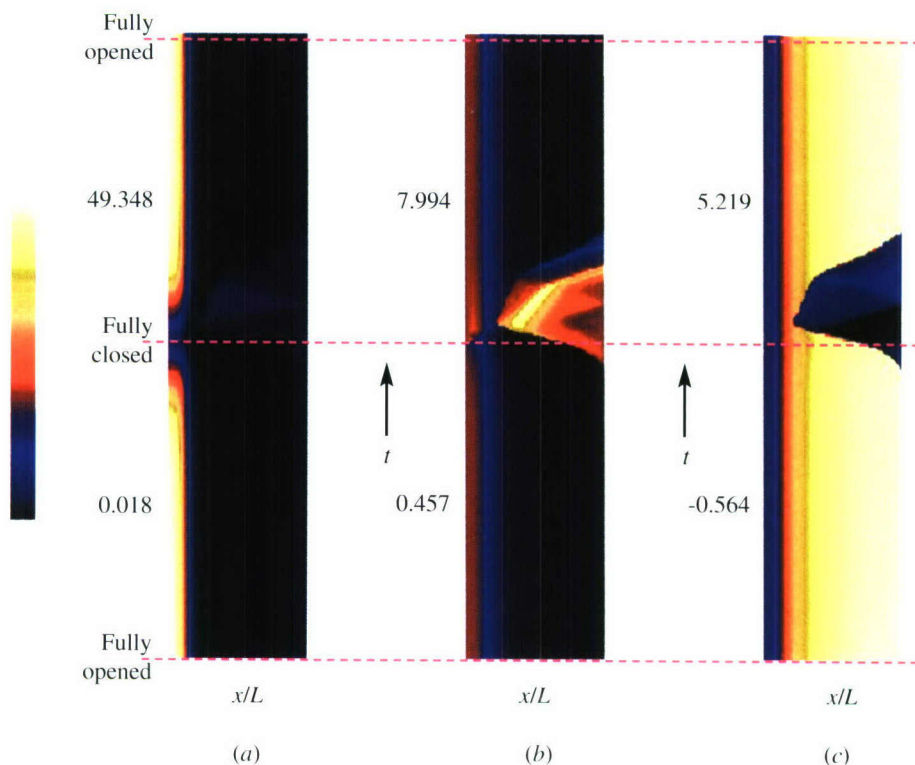 Fully
opened
49.348
7.994
5.219
Fully
closed
t
t
0.018
0.457
-0.564
Fully
opened
x/L
x/L
x/L
(a)
(b)
(c)